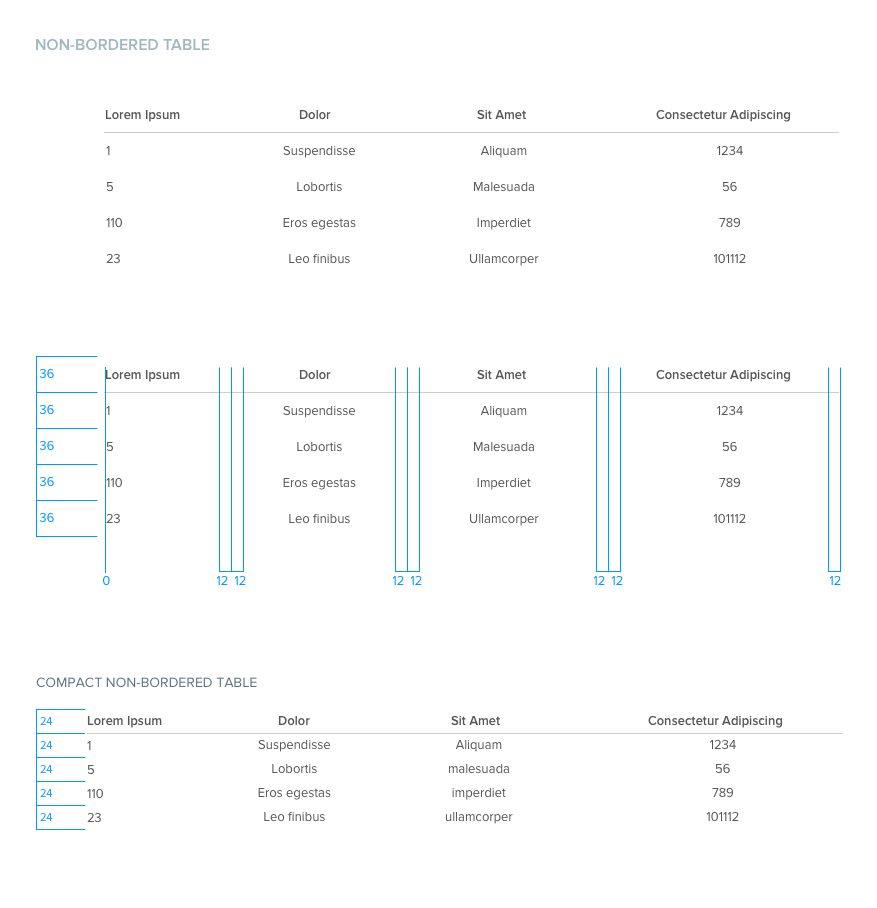 NON-BORDERED TABLE
Lorem Ipsum Dolor Sit Amet Consectetur Adipiscing
1 Suspendisse Aliquam 1234
5 Lobortis Malesuada 56
110 Eros egestas Imperdiet 789
23 Leo finibus Ullamcorper 101112
36 Lorem Ipsum Dolor Sit Amet Consectetur Adipiscing
36 1 Suspendisse Aliquam 1234
36 5 Lobortis Malesuada 56
36 110 Eros egestas Imperdiet 789
36 23 Leo finibus Ullamcorper 101112
0 12 12 12 12 12 12 12
COMPACT NON-BORDERED TABLE
24 Lorem Ipsum Dolor Sit Amet Consectetur Adipiscing
24 1 Suspendisse Aliquam 1234
24 5 Lobortis malesuada 56
24 110 Eros egestas imperdiet 789
24 23 Leo finibus ullamcorper 101112